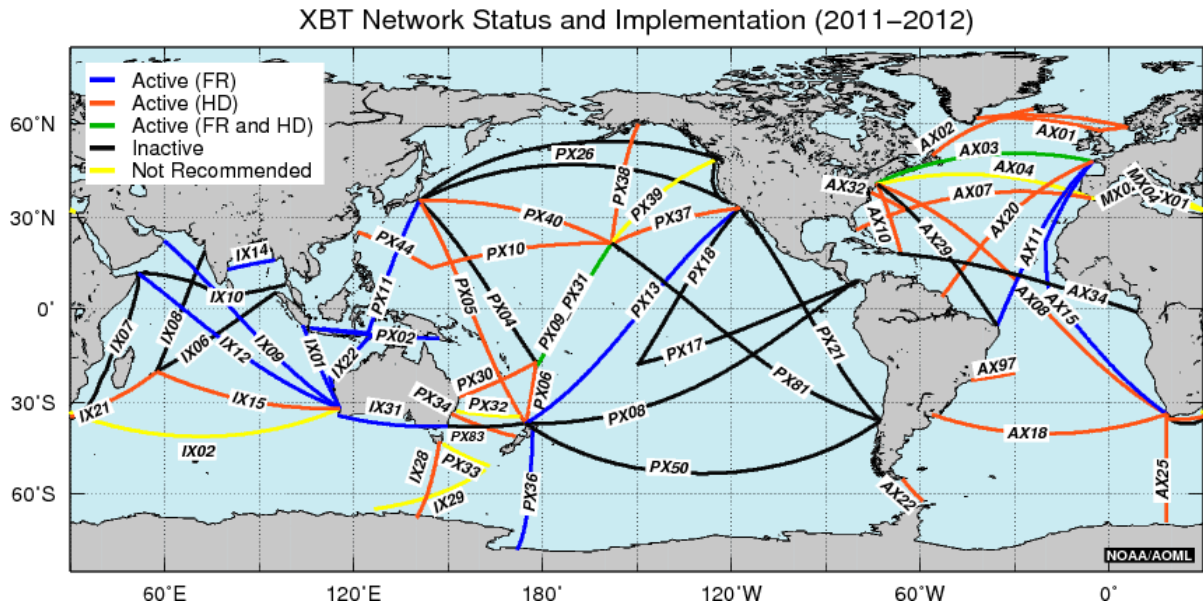 XBT Network Status and Implementation (2011−2012)
Active (FR)
Active (HD)
Active (FR and HD)
Inactive
Not Recommended
60°N
30°N
0°
30°S
60°S
AX02
AX01
AX03
AX04
AX32
AX07
AX10
AX20
AX29
AX11
MX04
MX01
PX26
PX38
PX39
PX40
PX37
PX44
PX10
PX11
PX18
PX05
PX04
PX09_PX31
PX13
IX14
IX10
IX07
IX08
IX06
IX12
IX09
IX01
IX22
PX02
PX17
PX21
PX81
AX08
AX15
AX34
AX97
PX30
PX06
PX34
PX32
IX21
IX15
IX31
PX08
PX83
IX02
IX28
PX33
IX29
PX36
PX50
AX18
AX22
AX25
NOAA/AOML
60°E
120°E
180°
120°W
60°W
0°